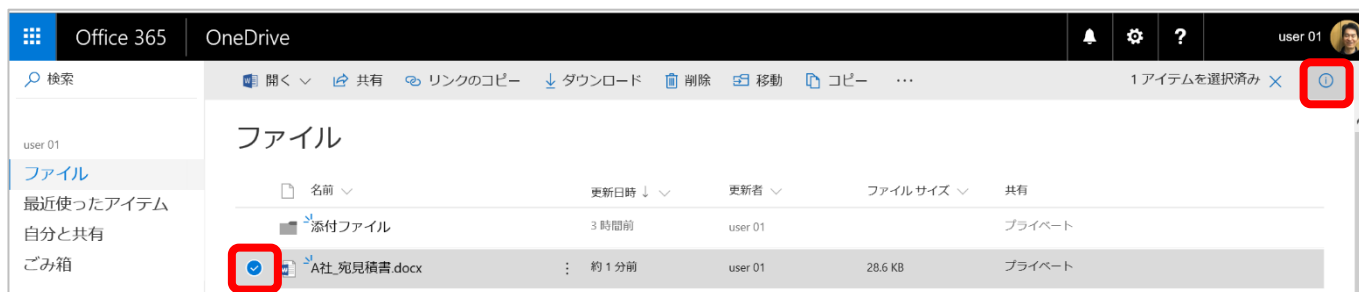 Office 365 OneDrive ? user 01
検索 開く 共有 リンクのコピー ダウンロード 削除 移動 コピー … 1 アイテムを選択済み ×
user 01
ファイル
最近使ったアイテム
自分と共有
ごみ箱
ファイル
名前 更新日時 ↓ 更新者 ファイル サイズ 共有
添付ファイル 3 時間前 user 01 プライベート
A社_宛見積書.docx 約 1 分前 user 01 28.6 KB プライベート